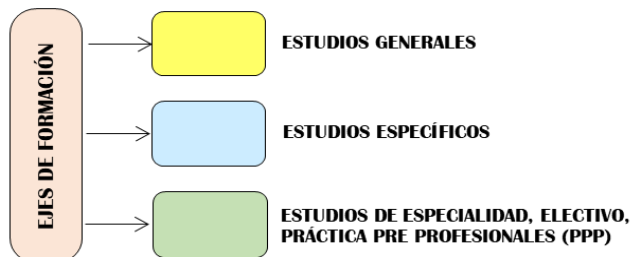 EJES DE FORMACIÓN
ESTUDIOS GENERALES
ESTUDIOS ESPECÍFICOS
ESTUDIOS DE ESPECIALIDAD, ELECTIVO,
PRÁCTICA PRE PROFESIONALES (PPP)